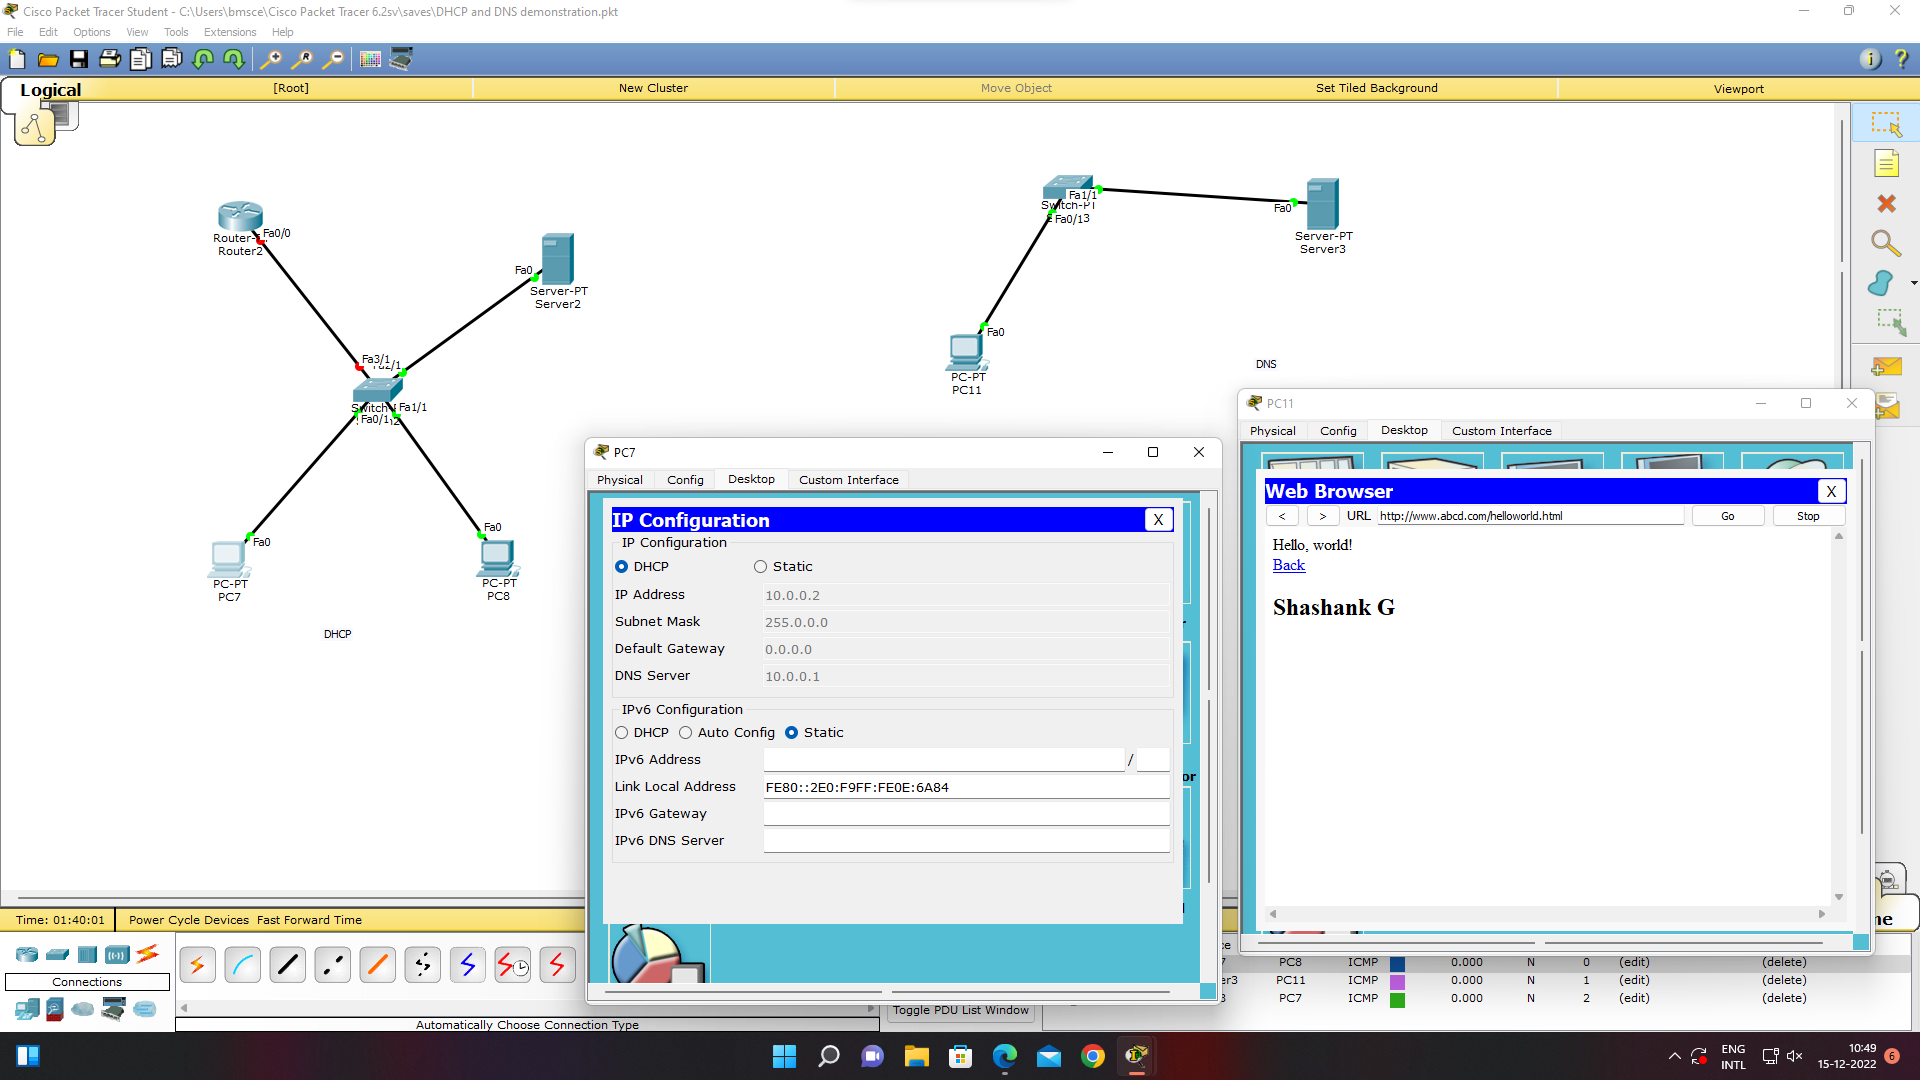 Cisco Packet Tracer Student - C:\Users\bmsce\Cisco Packet Tracer 6.2sv\saves\DHCP and DNS demonstration.pkt
File Edit Options View Tools Extensions Help
Logical [Root] New Cluster Move Object Set Tiled Background Viewport
Fa0/0
Router2
Fa0
Server-PT
Server2
Fa3/1
Fa1/1
Fa0/1
Fa0
PC-PT
PC7
Fa0
PC-PT
PC8
DHCP
Fa1/1
Switch-PT
Fa0/13
Fa0
Server-PT
Server3
Fa0
PC-PT
PC11
DNS
PC7
Physical Config Desktop Custom Interface
IP Configuration X
IP Configuration
DHCP Static
IP Address 10.0.0.2
Subnet Mask 255.0.0.0
Default Gateway 0.0.0.0
DNS Server 10.0.0.1
IPv6 Configuration
DHCP Auto Config Static
IPv6 Address /
Link Local Address FE80::2E0:F9FF:FE0E:6A84
IPv6 Gateway
IPv6 DNS Server
or
PC11
Physical Config Desktop Custom Interface
Web Browser X
< > URL http://www.abcd.com/helloworld.html Go Stop
Hello, world!
Back
Shashank G
Time: 01:40:01 Power Cycle Devices Fast Forward Time
Connections
Automatically Choose Connection Type
Toggle PDU List Window
PC8 ICMP 0.000 N 0 (edit) (delete)
er3 PC11 ICMP 0.000 N 1 (edit) (delete)
PC7 ICMP 0.000 N 2 (edit) (delete)
ENG
INTL
10:49
15-12-2022
6